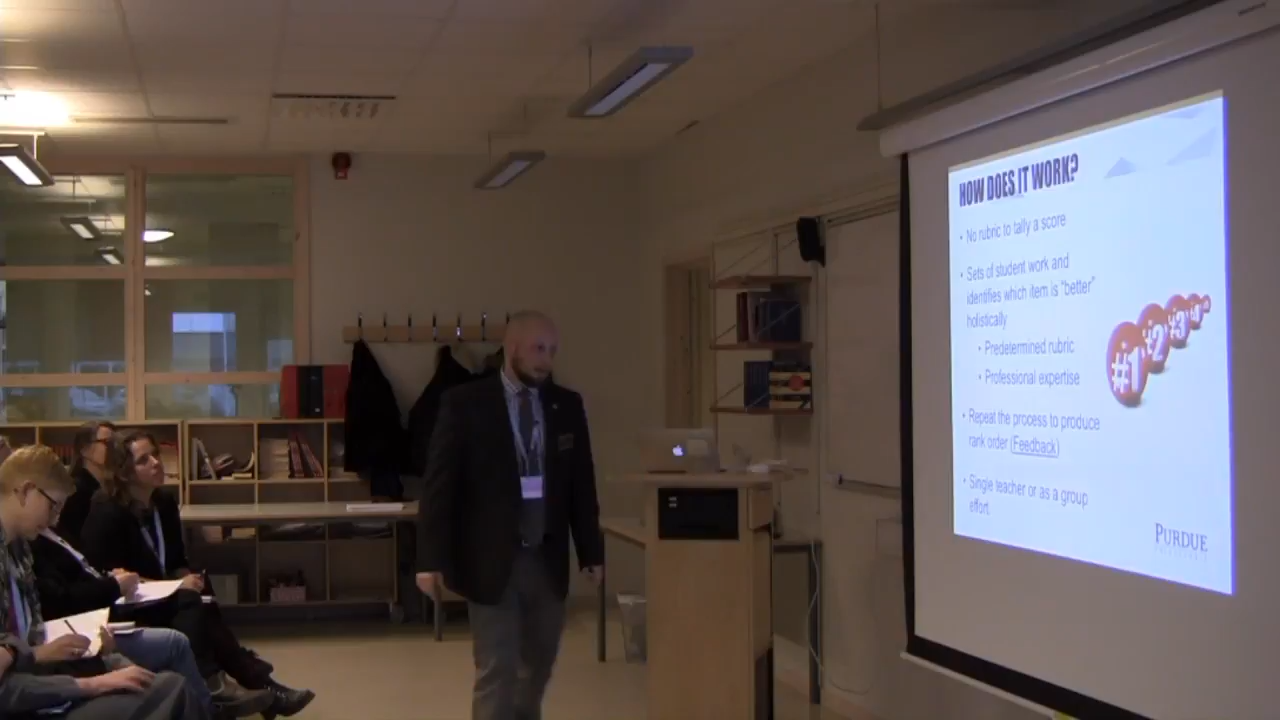 HOW DOES IT WORK?
• No rubric to tally a score
• Sets of student work and
identifies which item is "better"
holistically
• Predetermined rubric
• Professional expertise
• Repeat the process to produce
rank order (Feedback)
• Single teacher or as a group
effort
#1
#2
#3
PURDUE